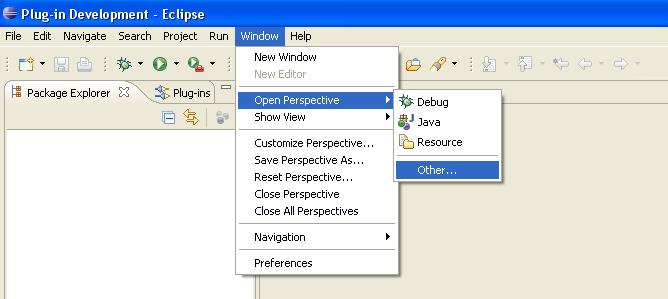 Plug-in Development - Eclipse
File Edit Navigate Search Project Run Window Help
Package Explorer Plug-ins
New Window
New Editor
Open Perspective
Show View
Customize Perspective...
Save Perspective As...
Reset Perspective...
Close Perspective
Close All Perspectives
Navigation
Preferences
Debug
Java
Resource
Other...